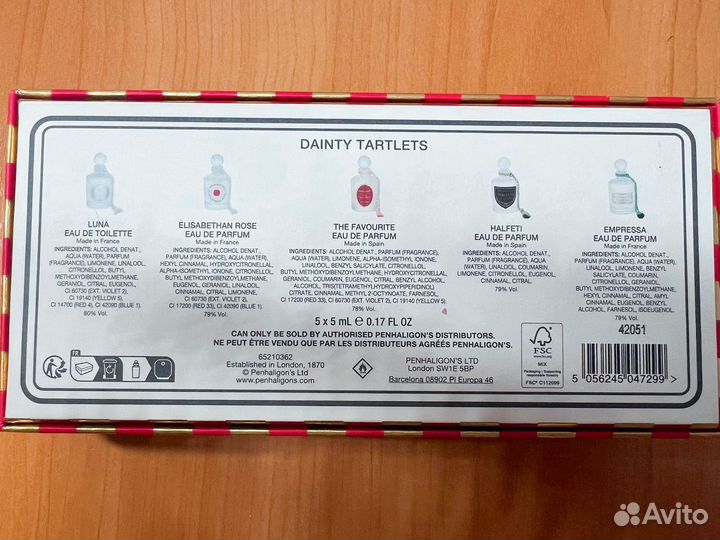 DAINTY TARTLETS
LUNA
EAU DE TOILETTE
Made in France
INGREDIENTS: ALCOHOL DENAT.,
AQUA (WATER), PARFUM
(FRAGRANCE), LIMONENE, LINALOOL,
CITRONELLOL, BUTYL
METHOXYDIBENZOYLMETHANE,
GERANIOL, CITRAL, EUGENOL,
CI 60730 (EXT. VIOLET 2),
CI 14700 (RED 4), CI 42090 (BLUE 1).
80% Vol.
ELISABETHAN ROSE
EAU DE PARFUM
Made in France
INGREDIENTS: ALCOHOL DENAT.,
PARFUM (FRAGRANCE), AQUA (WATER),
HEXYL CINNAMAL, HYDROXYCITRONELLAL,
ALPHA-ISOMETHYL IONONE, CITRONELLOL,
BUTYL METHOXYDIBENZOYLMETHANE,
EUGENOL, GERANIOL, LINALOOL,
CINNAMAL, CITRAL, LIMONENE,
CI 60730 (EXT. VIOLET 2),
CI 17200 (RED 33), CI 42090 (BLUE 1).
79% Vol.
THE FAVOURITE
EAU DE PARFUM
Made in Spain
INGREDIENTS: ALCOHOL DENAT., PARFUM (FRAGRANCE),
AQUA (WATER), LIMONENE, ALPHA-ISOMETHYL IONONE,
LINALOOL, BENZYL SALICYLATE, CITRONELLOL, BUTYL
METHOXYDIBENZOYLMETHANE, HYDROXYCITRONELLAL,
GERANIOL, COUMARIN, BENZYL BENZOATE, BENZYL
ALCOHOL, TRIS(TETRAMETHYLHYDROXYPIPERIDINOL)
CITRATE, CINNAMAL, METHYL 2-OCTYNOATE, FARNESOL,
CI 17200 (RED 33), CI 60730 (EXT. VIOLET 2), CI 19140 (YELLOW 5).
78% Vol.
HALFETI
EAU DE PARFUM
Made in Spain
INGREDIENTS: ALCOHOL DENAT.,
PARFUM (FRAGRANCE), AQUA
(WATER), LINALOOL, COUMARIN,
LIMONENE, CITRONELLOL, EUGENOL,
CINNAMAL, CITRAL.
79% Vol.
EMPRESSA
EAU DE PARFUM
Made in France
INGREDIENTS: ALCOHOL DENAT.,
PARFUM (FRAGRANCE), AQUA (WATER),
LINALOOL, LIMONENE, BENZYL
SALICYLATE, COUMARIN,
CITRONELLOL, GERANIOL, BUTYL
METHOXYDIBENZOYLMETHANE,
HEXYL CINNAMAL, CITRAL, AMYL
CINNAMAL, EUGENOL, BENZYL
ALCOHOL, FARNESOL, ISOEUGENOL.
79% Vol.
5 x 5 mL ℮ 0.17 FL OZ
CAN ONLY BE SOLD BY AUTHORISED PENHALIGON'S DISTRIBUTORS.
NE PEUT ÊTRE VENDU QUE PAR LES DISTRIBUTEURS AGRÉÉS PENHALIGON'S.
FR
65210362
Established in London, 1870
© Penhaligon's Ltd
www.penhaligons.com
PENHALIGON'S LTD
London SW1E 5BP
Barcelona 08902 Pl Europa 46
FSC
www.fsc.org
MIX
Packaging | Supporting
responsible forestry
FSC® C112099
42051
5 056245 047299
Avito